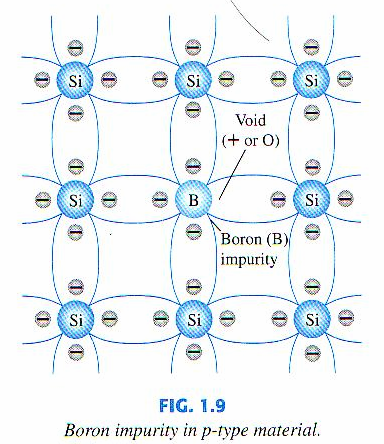 Si Si Si
Void
(+ or O)
Si B Si
Boron (B)
impurity
Si Si Si
FIG. 1.9
Boron impurity in p-type material.